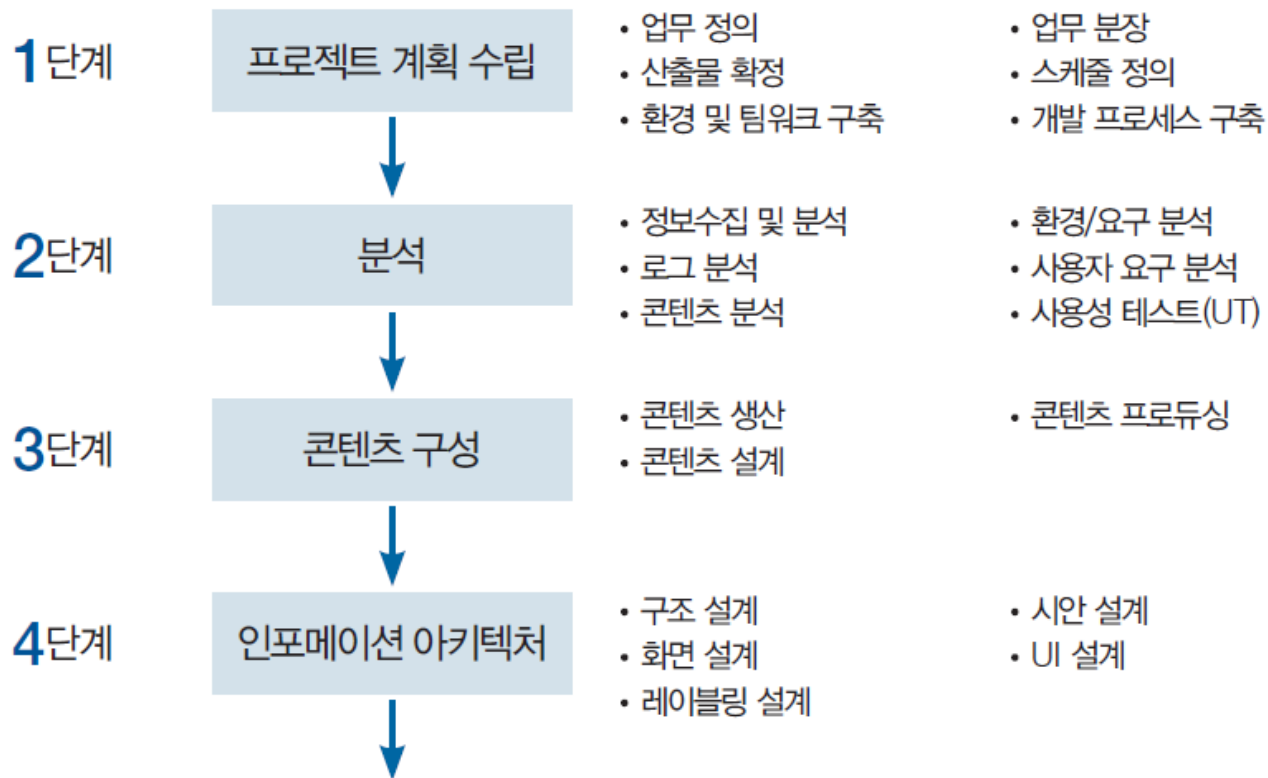 1단계
프로젝트 계획 수립
• 업무 정의
• 업무 분장
• 산출물 확정
• 스케줄 정의
• 환경 및 팀워크 구축
• 개발 프로세스 구축
2단계
분석
• 정보수집 및 분석
• 환경/요구 분석
• 로그 분석
• 사용자 요구 분석
• 콘텐츠 분석
• 사용성 테스트(UT)
3단계
콘텐츠 구성
• 콘텐츠 생산
• 콘텐츠 프로듀싱
• 콘텐츠 설계
4단계
인포메이션 아키텍처
• 구조 설계
• 시안 설계
• 화면 설계
• UI 설계
• 레이블링 설계